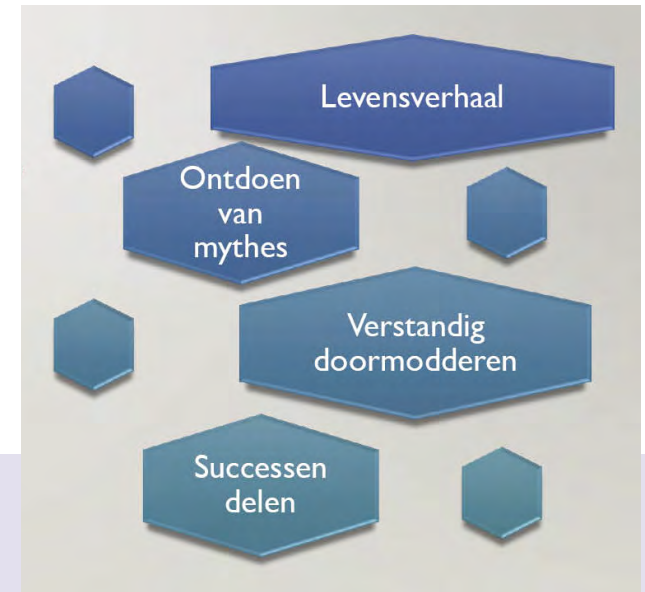 Levensverhaal
Ontdoen
van
mythes
Verstandig
doormodderen
Successen
delen